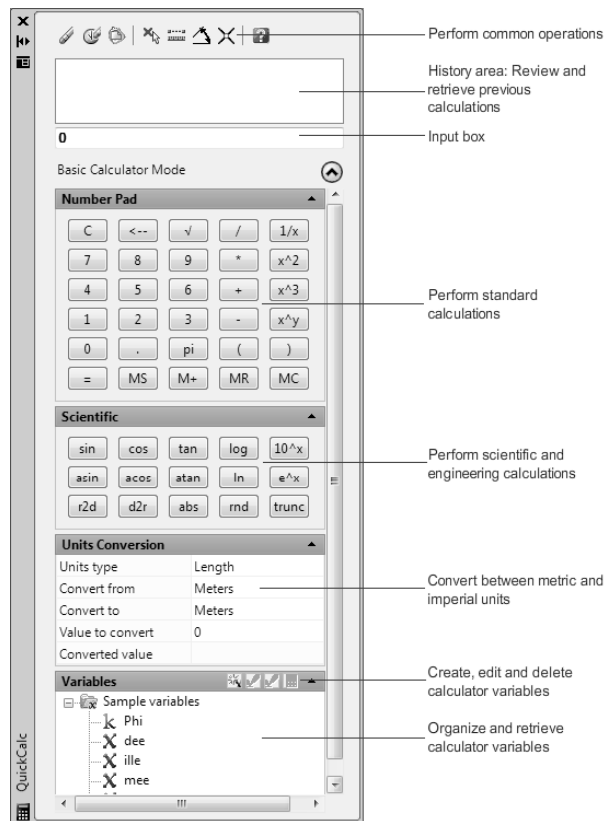 Perform common operations
History area: Review and
retrieve previous
calculations
0
Input box
Basic Calculator Mode
Number Pad
C <-- √ / 1/x
7 8 9 * x^2
4 5 6 + x^3
1 2 3 - x^y
0 . pi ( )
= MS M+ MR MC
Perform standard
calculations
Scientific
sin cos tan log 10^x
asin acos atan ln e^x
r2d d2r abs rnd trunc
Perform scientific and
engineering calculations
Units Conversion
Units type Length
Convert from Meters
Convert to Meters
Value to convert 0
Converted value
Convert between metric and
imperial units
Variables
Create, edit and delete
calculator variables
Sample variables
k Phi
X dee
X ille
X mee
Organize and retrieve
calculator variables
QuickCalc